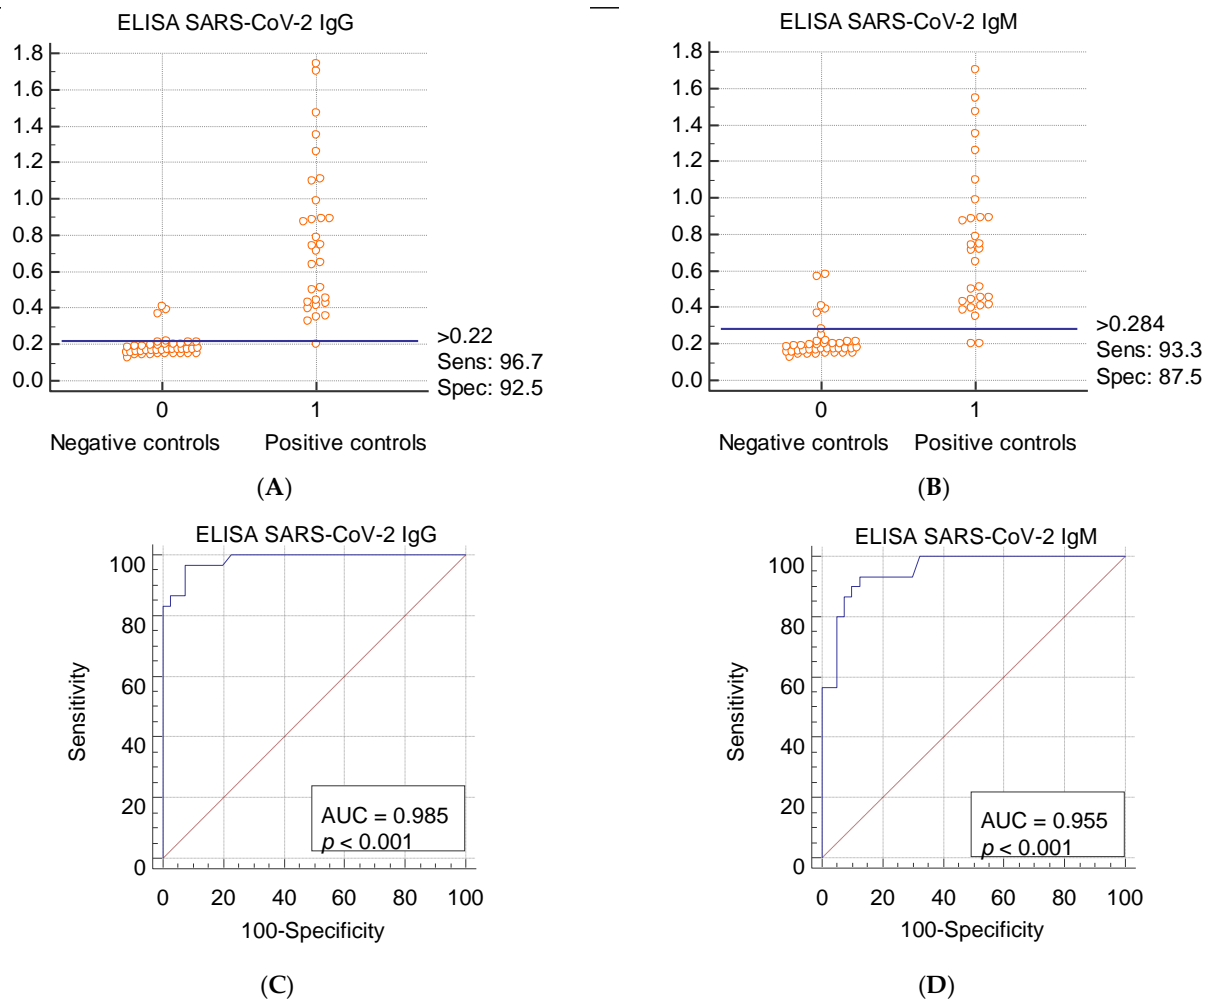 ELISA SARS-CoV-2 IgG
1.8
1.6
1.4
1.2
1.0
0.8
0.6
0.4
0.2
0.0
>0.22
Sens: 96.7
Spec: 92.5
0 1
Negative controls Positive controls
(A)
ELISA SARS-CoV-2 IgM
1.8
1.6
1.4
1.2
1.0
0.8
0.6
0.4
0.2
0.0
>0.284
Sens: 93.3
Spec: 87.5
0 1
Negative controls Positive controls
(B)
ELISA SARS-CoV-2 IgG
Sensitivity
100
80
60
40
20
0
AUC = 0.985
p < 0.001
0 20 40 60 80 100
100-Specificity
(C)
ELISA SARS-CoV-2 IgM
Sensitivity
100
80
60
40
20
0
AUC = 0.955
p < 0.001
0 20 40 60 80 100
100-Specificity
(D)